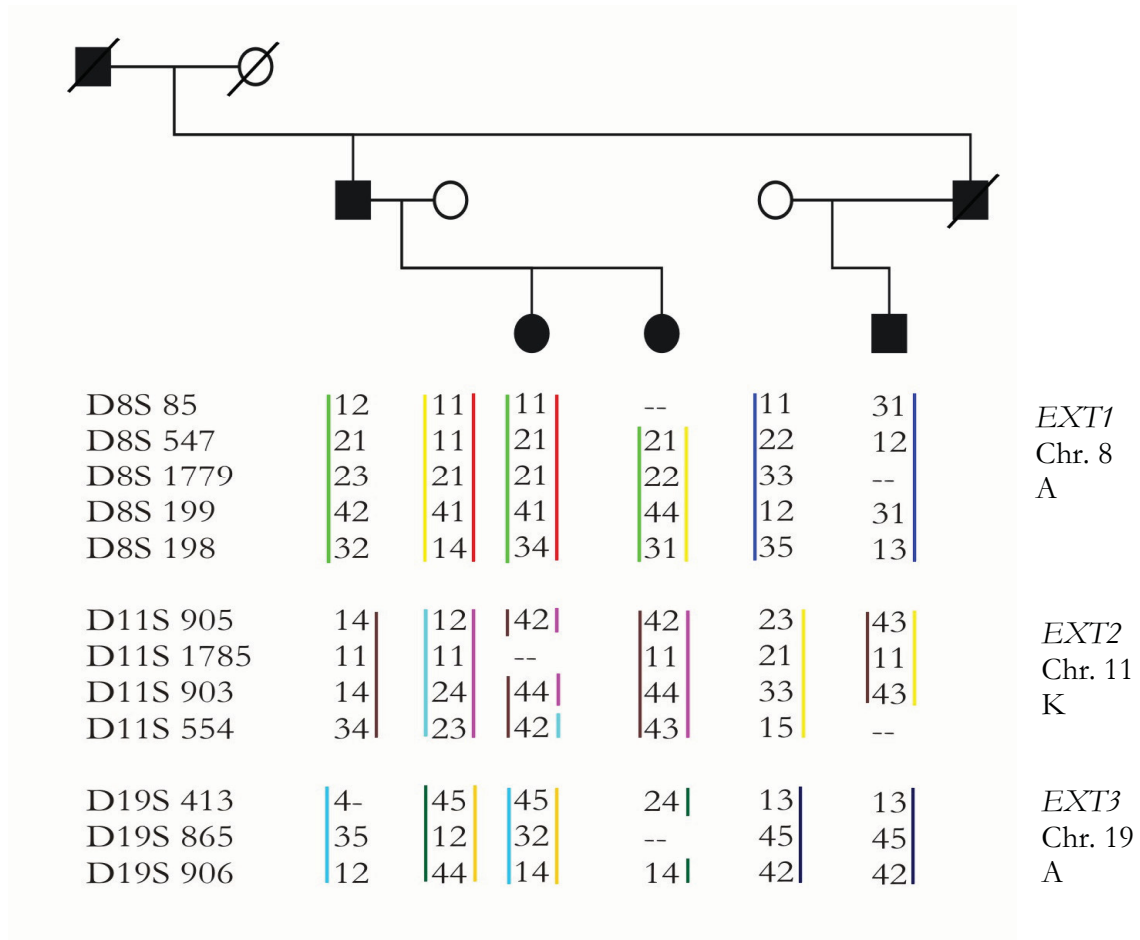 D8S 85 12 11 11 -- 11 31
D8S 547 21 11 21 21 22 12
D8S 1779 23 21 21 22 33 --
D8S 199 42 41 41 44 12 31
D8S 198 32 14 34 31 35 13
EXT1
Chr. 8
A
D11S 905 14 12 42 42 23 43
D11S 1785 11 11 -- 11 21 11
D11S 903 14 24 44 44 33 43
D11S 554 34 23 42 43 15 --
EXT2
Chr. 11
K
D19S 413 4- 45 45 24 13 13
D19S 865 35 12 32 -- 45 45
D19S 906 12 44 14 14 42 42
EXT3
Chr. 19
A